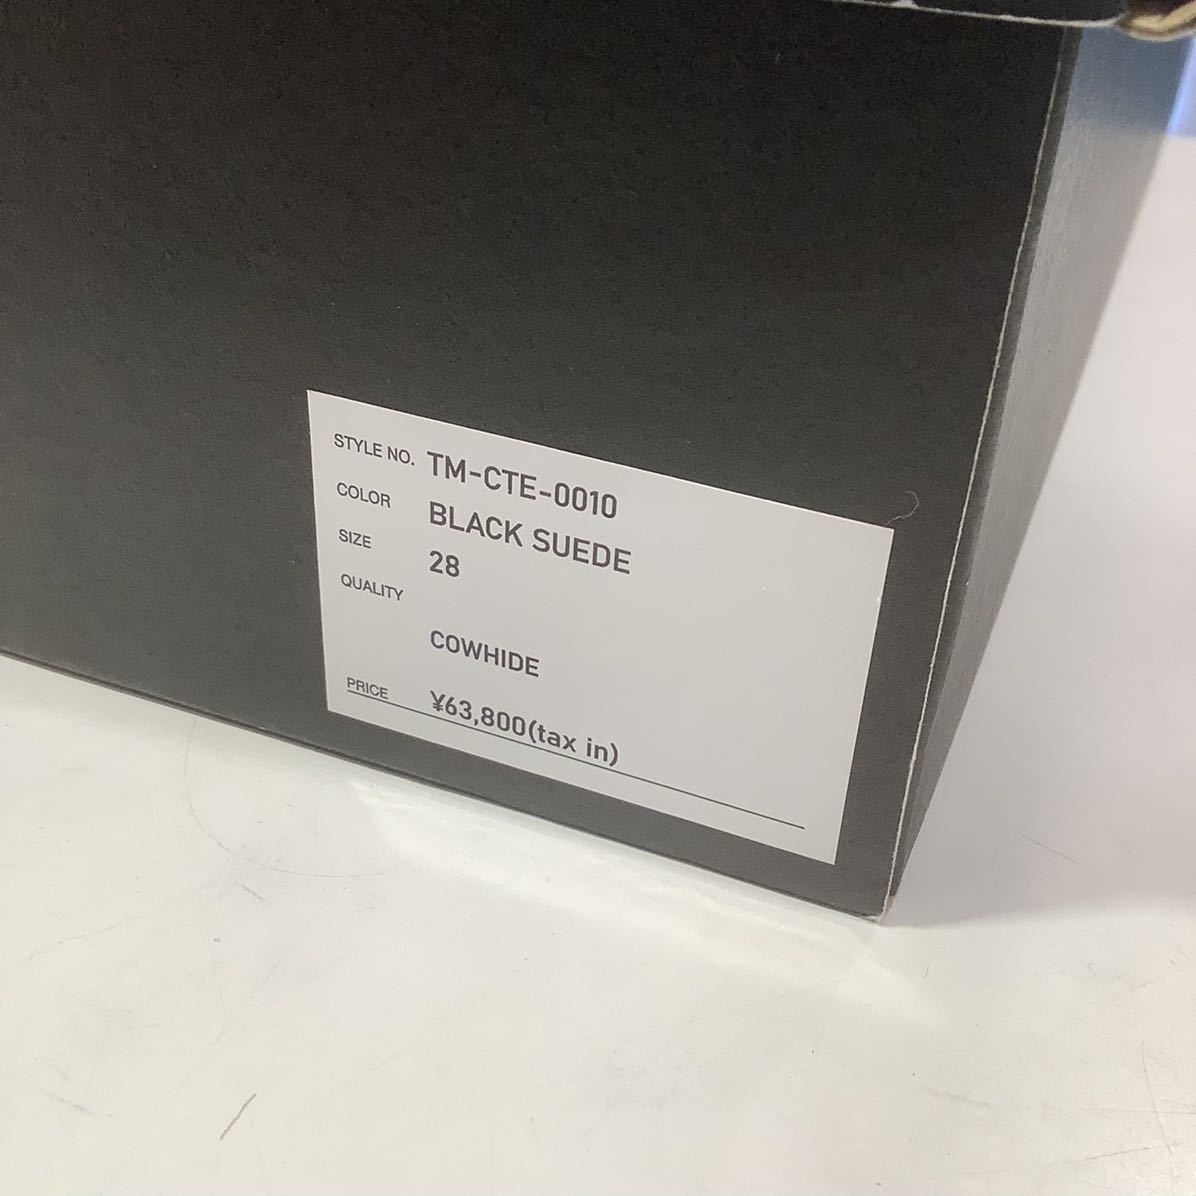 STYLE NO. TM-CTE-0010
COLOR BLACK SUEDE
SIZE 28
QUALITY
COWHIDE
PRICE ¥63,800(tax in)